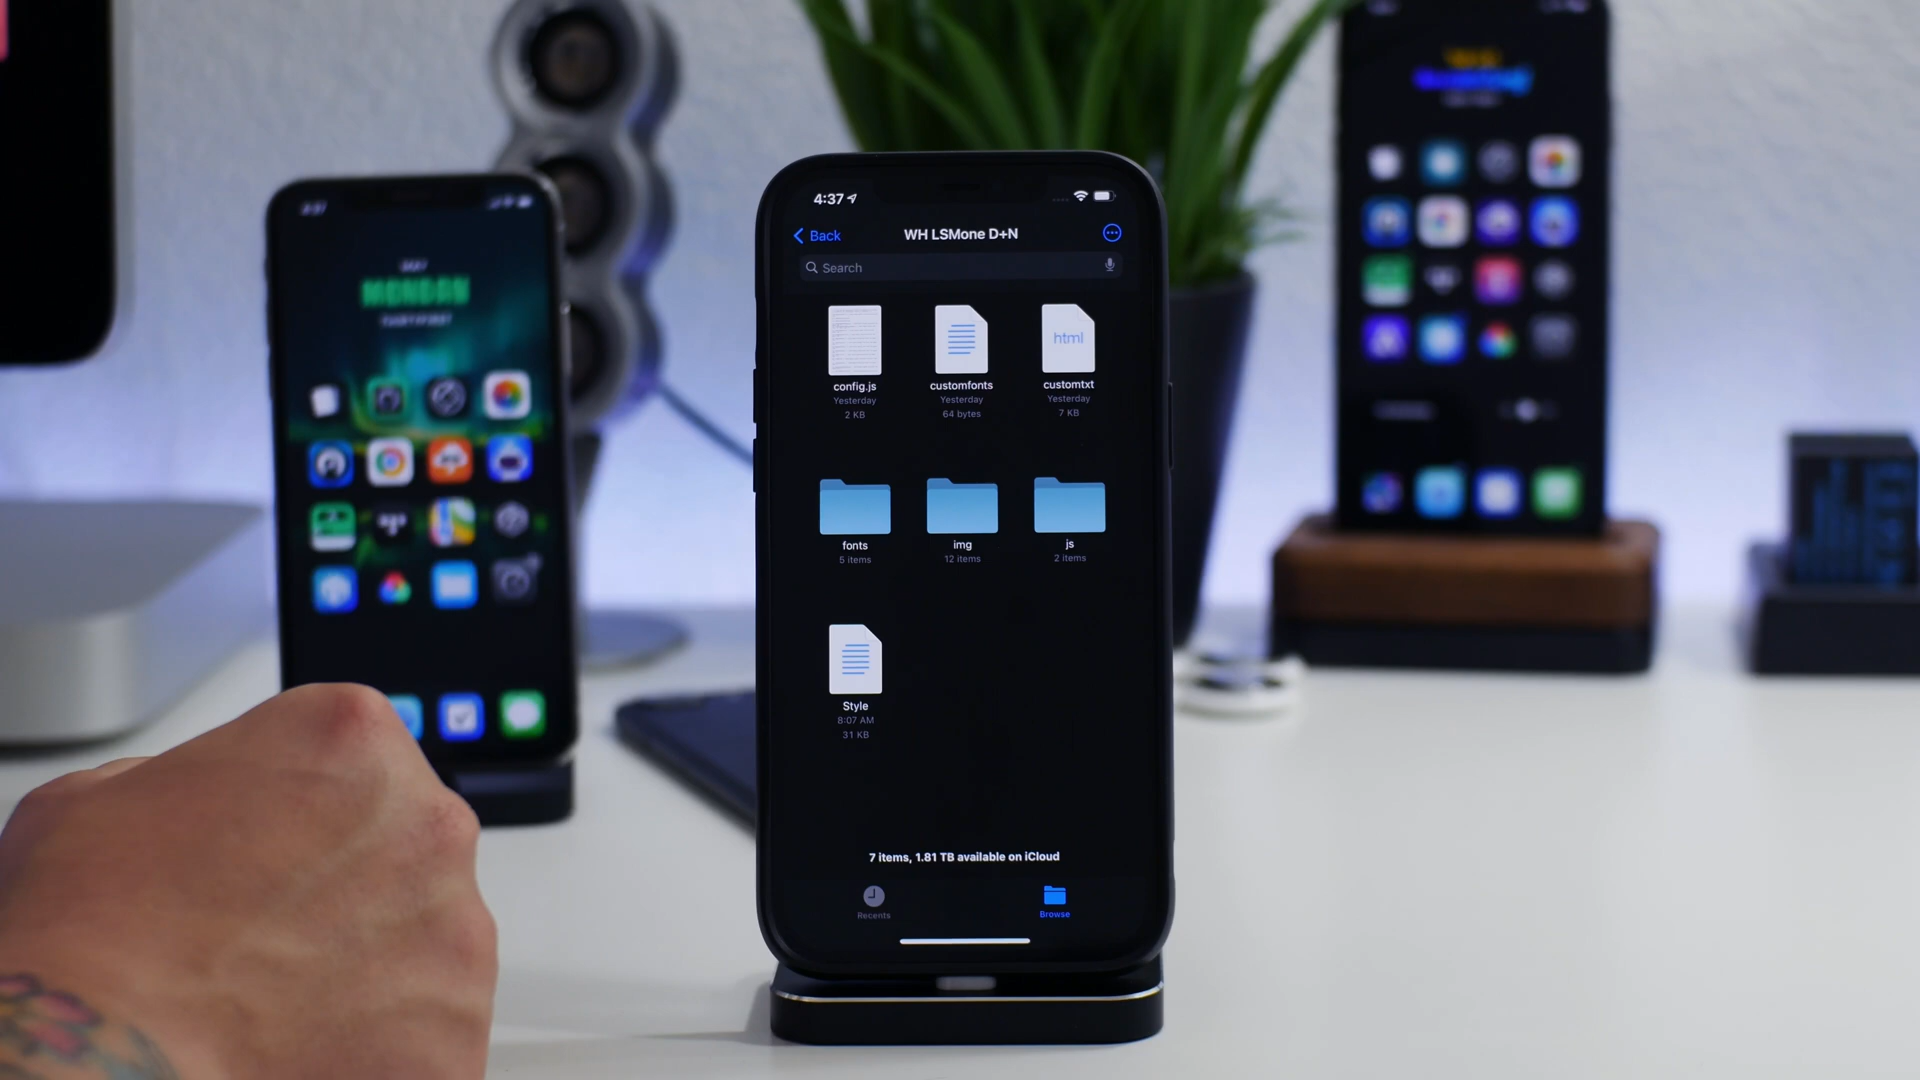 4:37
Back
WH LSMone D+N
Search
html
config.js
Yesterday
2 KB
customfonts
Yesterday
64 bytes
customtxt
Yesterday
7 KB
fonts
5 items
img
12 items
js
2 items
Style
8:07 AM
31 KB
7 items, 1.81 TB available on iCloud
Recents
Browse
MONDAY